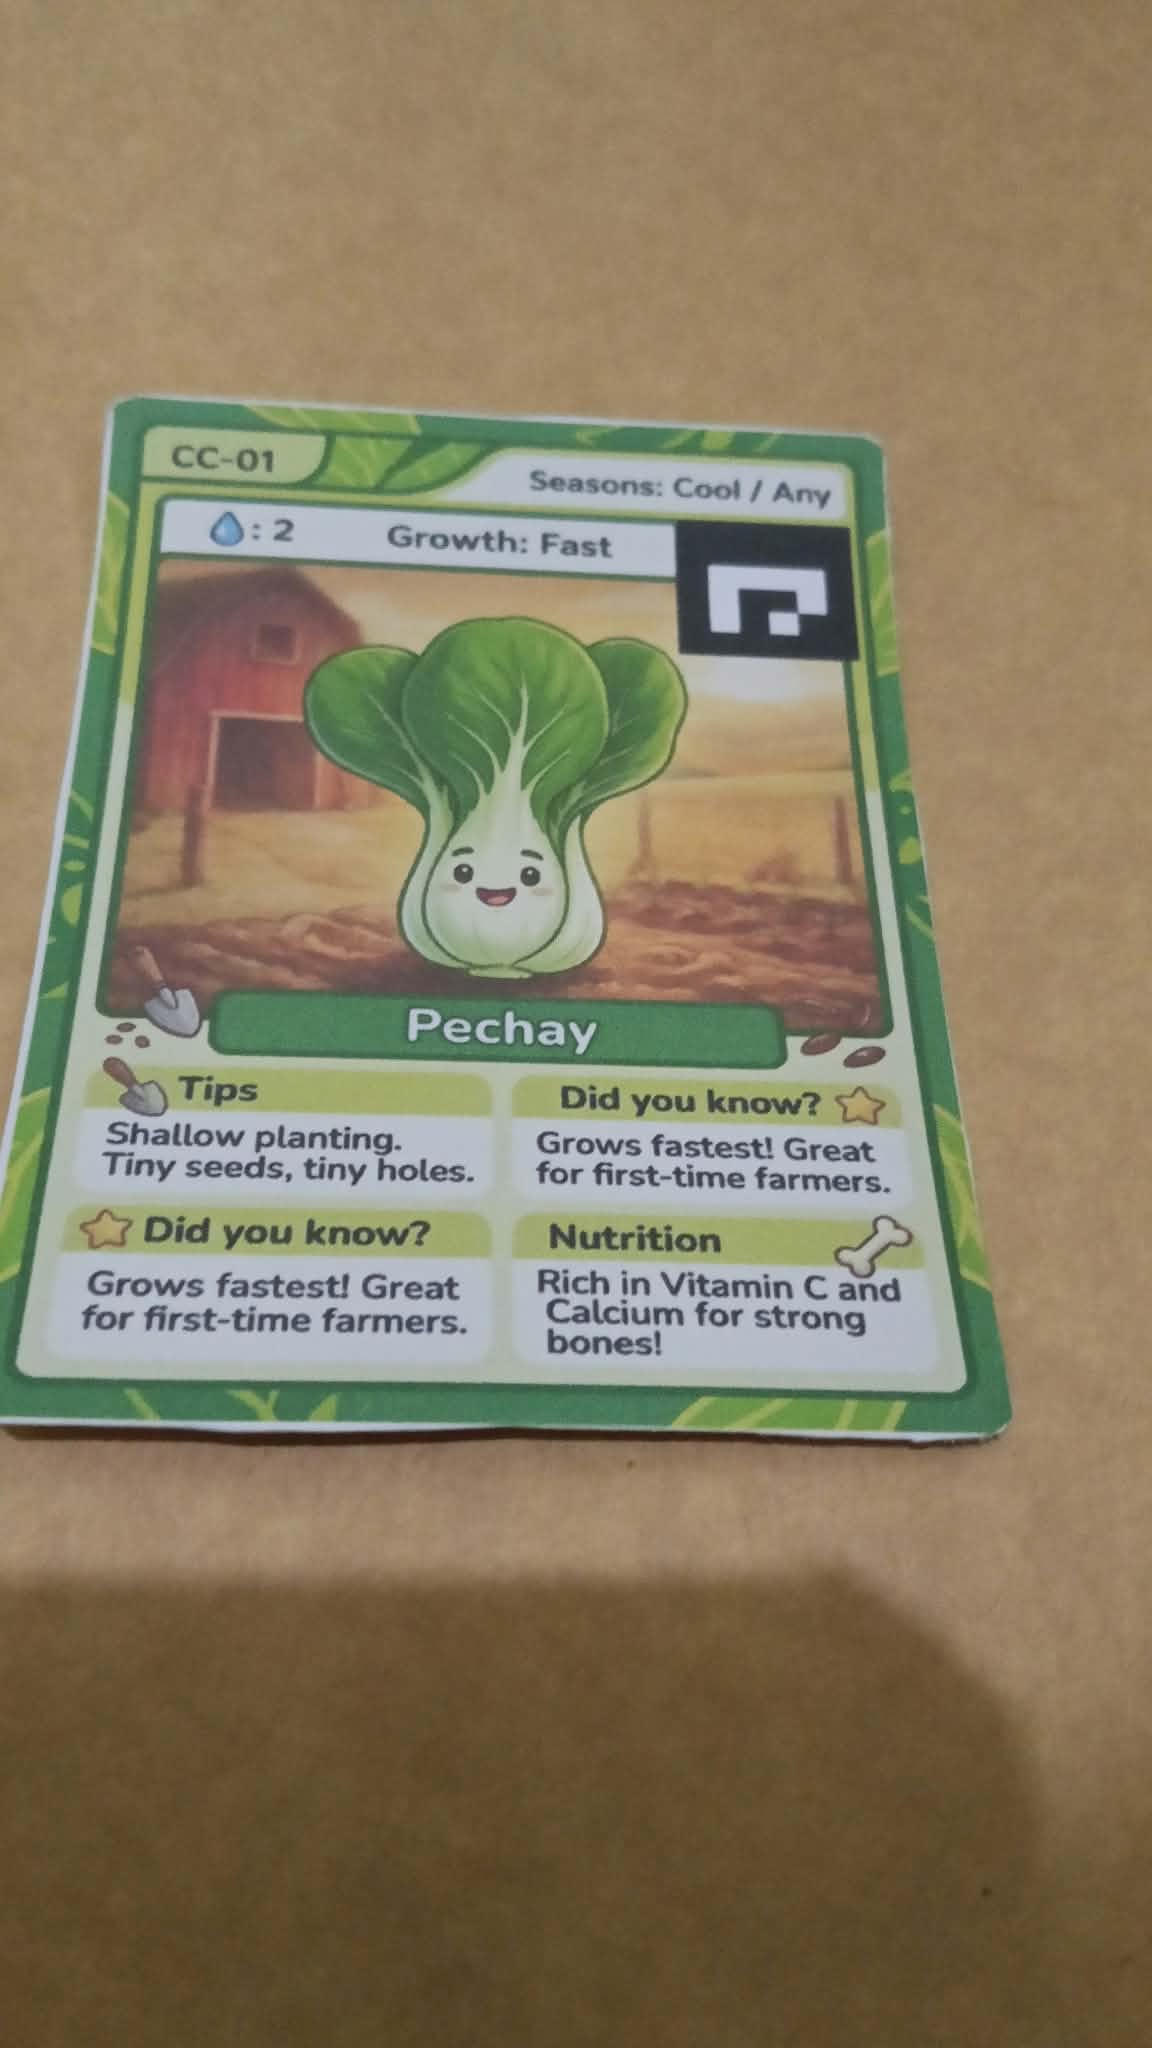 CC-01
Seasons: Cool / Any
: 2
Growth: Fast
Pechay
Tips
Shallow planting.
Tiny seeds, tiny holes.
Did you know?
Grows fastest! Great
for first-time farmers.
Did you know?
Grows fastest! Great
for first-time farmers.
Nutrition
Rich in Vitamin C and
Calcium for strong
bones!